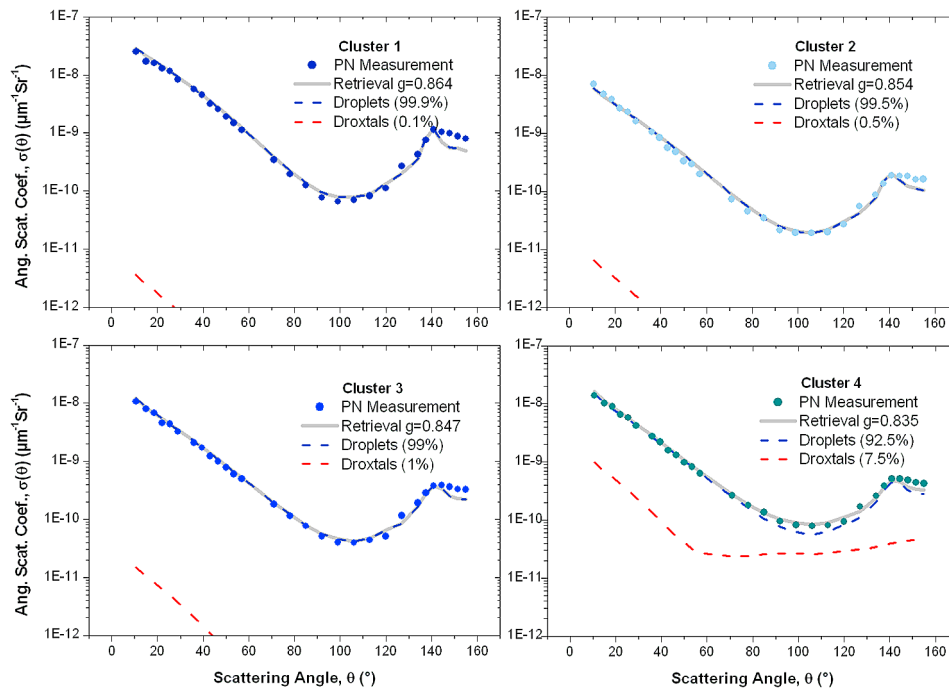 Ang. Scat. Coef., σ(θ) (µm⁻¹Sr⁻¹)
1E-7
1E-8
1E-9
1E-10
1E-11
1E-12
0 20 40 60 80 100 120 140 160
Cluster 1
PN Measurement
Retrieval g=0.864
Droplets (99.9%)
Droxtals (0.1%)
1E-7
1E-8
1E-9
1E-10
1E-11
1E-12
0 20 40 60 80 100 120 140 160
Cluster 2
PN Measurement
Retrieval g=0.854
Droplets (99.5%)
Droxtals (0.5%)
Ang. Scat. Coef., σ(θ) (µm⁻¹Sr⁻¹)
1E-7
1E-8
1E-9
1E-10
1E-11
1E-12
0 20 40 60 80 100 120 140 160
Scattering Angle, θ (°)
Cluster 3
PN Measurement
Retrieval g=0.847
Droplets (99%)
Droxtals (1%)
1E-7
1E-8
1E-9
1E-10
1E-11
1E-12
0 20 40 60 80 100 120 140 160
Scattering Angle, θ (°)
Cluster 4
PN Measurement
Retrieval g=0.835
Droplets (92.5%)
Droxtals (7.5%)